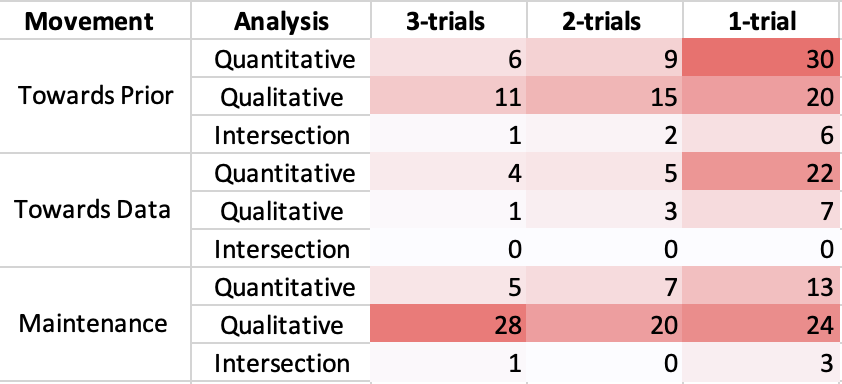 Movement Analysis 3-trials 2-trials 1-trial
Towards Prior Quantitative 6 9 30
Qualitative 11 15 20
Intersection 1 2 6
Towards Data Quantitative 4 5 22
Qualitative 1 3 7
Intersection 0 0 0
Maintenance Quantitative 5 7 13
Qualitative 28 20 24
Intersection 1 0 3